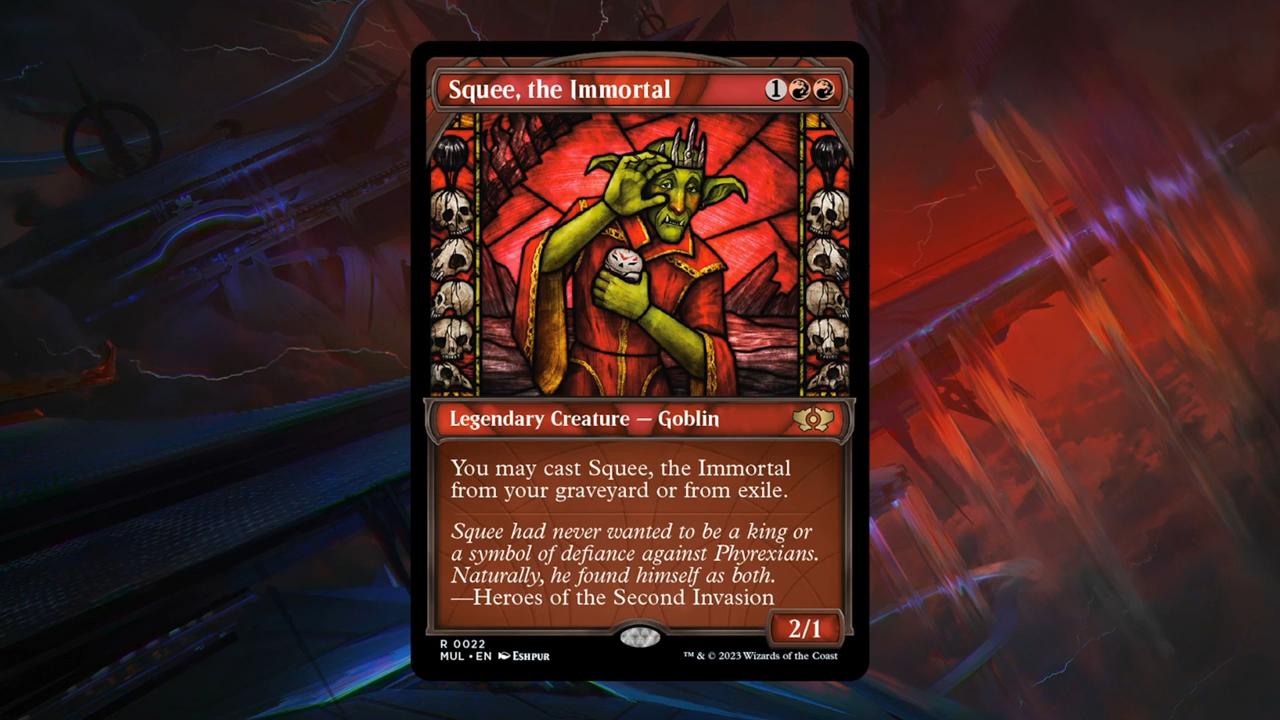 Squee, the Immortal 1
Legendary Creature — Goblin
You may cast Squee, the Immortal
from your graveyard or from exile.
Squee had never wanted to be a king or
a symbol of defiance against Phyrexians.
Naturally, he found himself as both.
—Heroes of the Second Invasion
2/1
R 0022
MUL • EN Eshpur
™ & © 2023 Wizards of the Coast